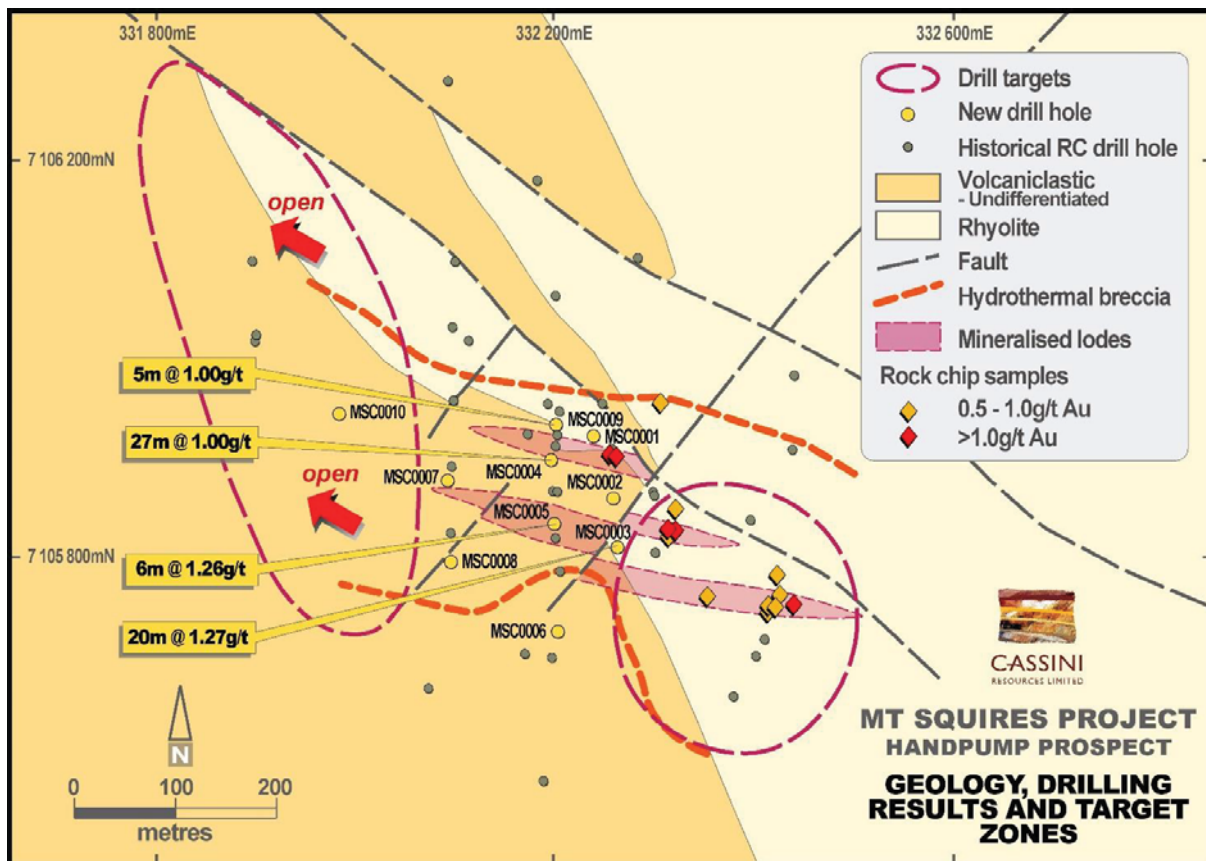 331 800mE
332 200mE
332 600mE
7 106 200mN
7 105 800mN
Drill targets
New drill hole
Historical RC drill hole
Volcaniclastic
- Undifferentiated
Rhyolite
Fault
Hydrothermal breccia
Mineralised lodes
Rock chip samples
0.5 - 1.0g/t Au
>1.0g/t Au
open
open
5m @ 1.00g/t
27m @ 1.00g/t
6m @ 1.26g/t
20m @ 1.27g/t
MSC0010
MSC0009
MSC0001
MSC0004
MSC0007
MSC0002
MSC0005
MSC0003
MSC0008
MSC0006
N
0 100 200
metres
CASSINI
RESOURCES LIMITED
MT SQUIRES PROJECT
HANDPUMP PROSPECT
GEOLOGY, DRILLING
RESULTS AND TARGET
ZONES